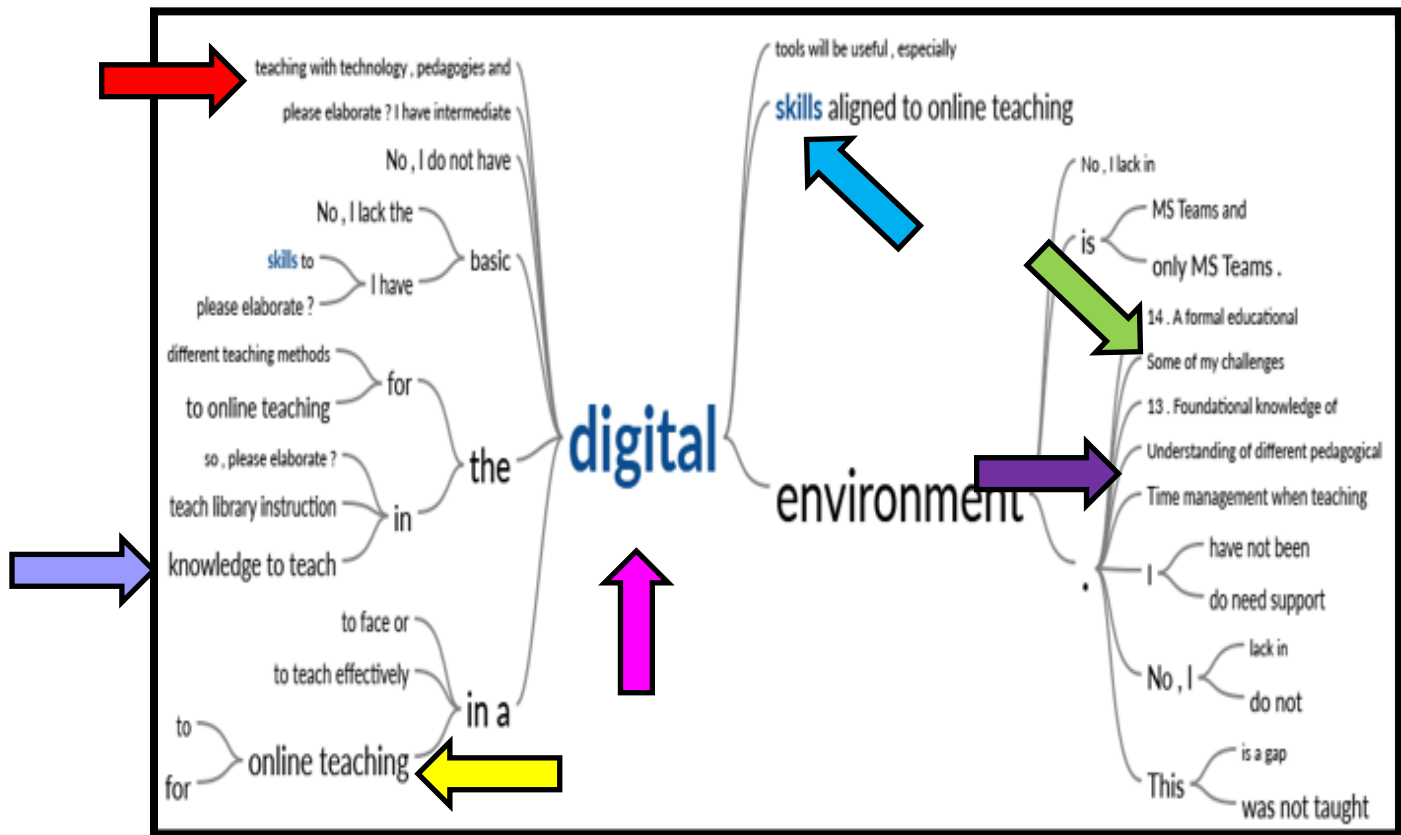 teaching with technology , pedagogies and
please elaborate ? I have intermediate
No , I do not have
No , I lack the
skills to
please elaborate ?
I have
basic
different teaching methods
to online teaching
for
so , please elaborate ?
teach library instruction
knowledge to teach
in
the
to face or
to teach effectively
to
for
online teaching
in a
digital
tools will be useful , especially
skills aligned to online teaching
environment
No , I lack in
is
MS Teams and
only MS Teams .
.
14 . A formal educational
Some of my challenges
13 . Foundational knowledge of
Understanding of different pedagogical
Time management when teaching
I
have not been
do need support
No , I
lack in
do not
This
is a gap
was not taught